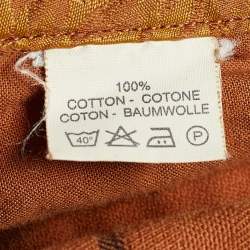 100%
COTTON - COTONE
COTON - BAUMWOLLE
40° P